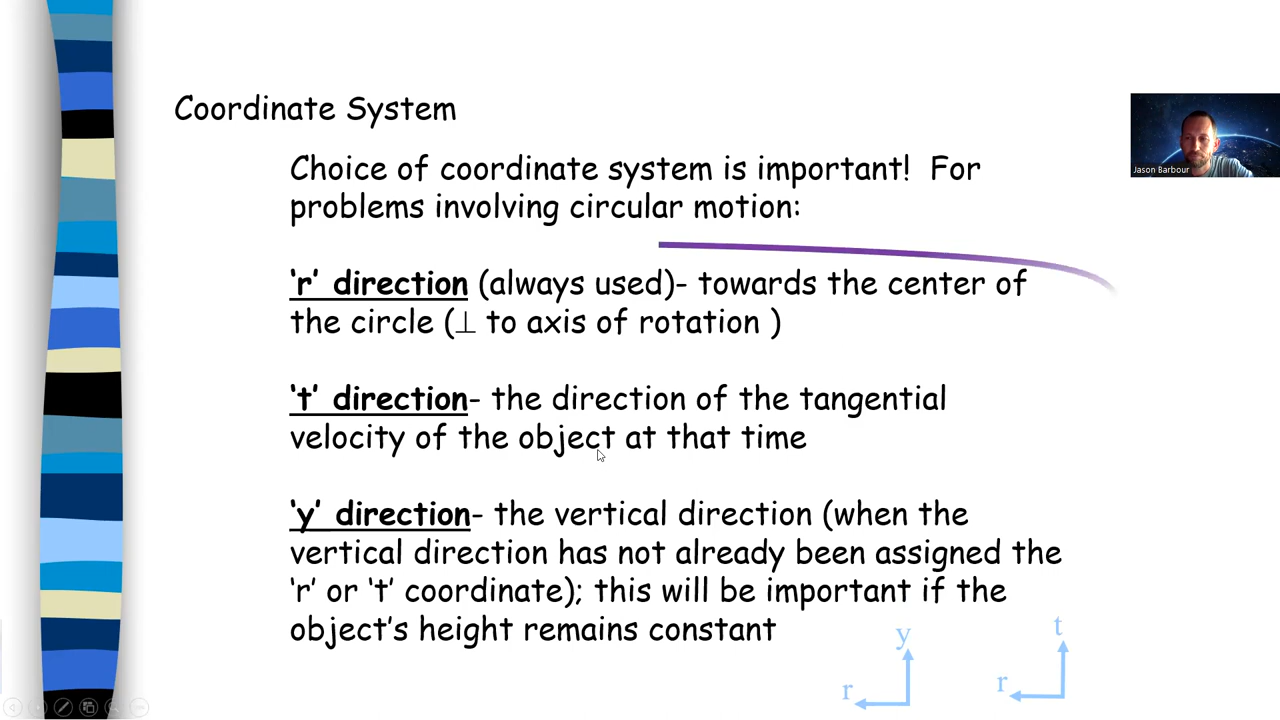 Coordinate System
Choice of coordinate system is important!  For
problems involving circular motion:
Jason Barbour
‘r’ direction (always used)- towards the center of
the circle (⊥ to axis of rotation )
‘t’ direction- the direction of the tangential
velocity of the object at that time
‘y’ direction- the vertical direction (when the
vertical direction has not already been assigned the
‘r’ or ‘t’ coordinate); this will be important if the
object’s height remains constant
y
r
t
r